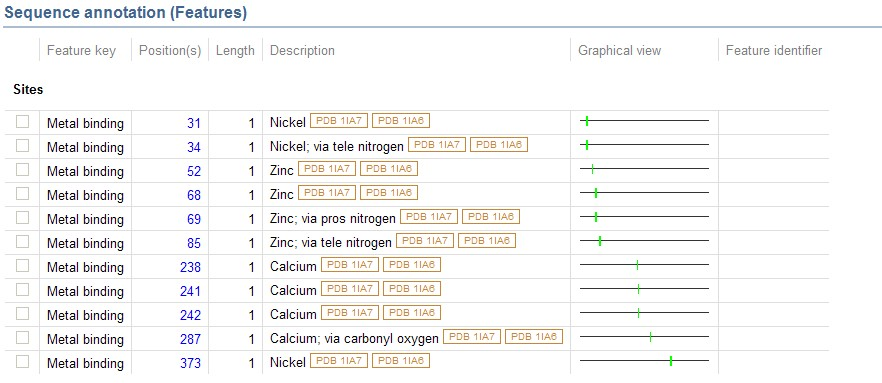 Sequence annotation (Features)
Feature key Position(s) Length Description Graphical view Feature identifier
Sites
Metal binding 31 1 Nickel PDB 1IA7 PDB 1IA6
Metal binding 34 1 Nickel; via tele nitrogen PDB 1IA7 PDB 1IA6
Metal binding 52 1 Zinc PDB 1IA7 PDB 1IA6
Metal binding 68 1 Zinc PDB 1IA7 PDB 1IA6
Metal binding 69 1 Zinc; via pros nitrogen PDB 1IA7 PDB 1IA6
Metal binding 85 1 Zinc; via tele nitrogen PDB 1IA7 PDB 1IA6
Metal binding 238 1 Calcium PDB 1IA7 PDB 1IA6
Metal binding 241 1 Calcium PDB 1IA7 PDB 1IA6
Metal binding 242 1 Calcium PDB 1IA7 PDB 1IA6
Metal binding 287 1 Calcium; via carbonyl oxygen PDB 1IA7 PDB 1IA6
Metal binding 373 1 Nickel PDB 1IA7 PDB 1IA6